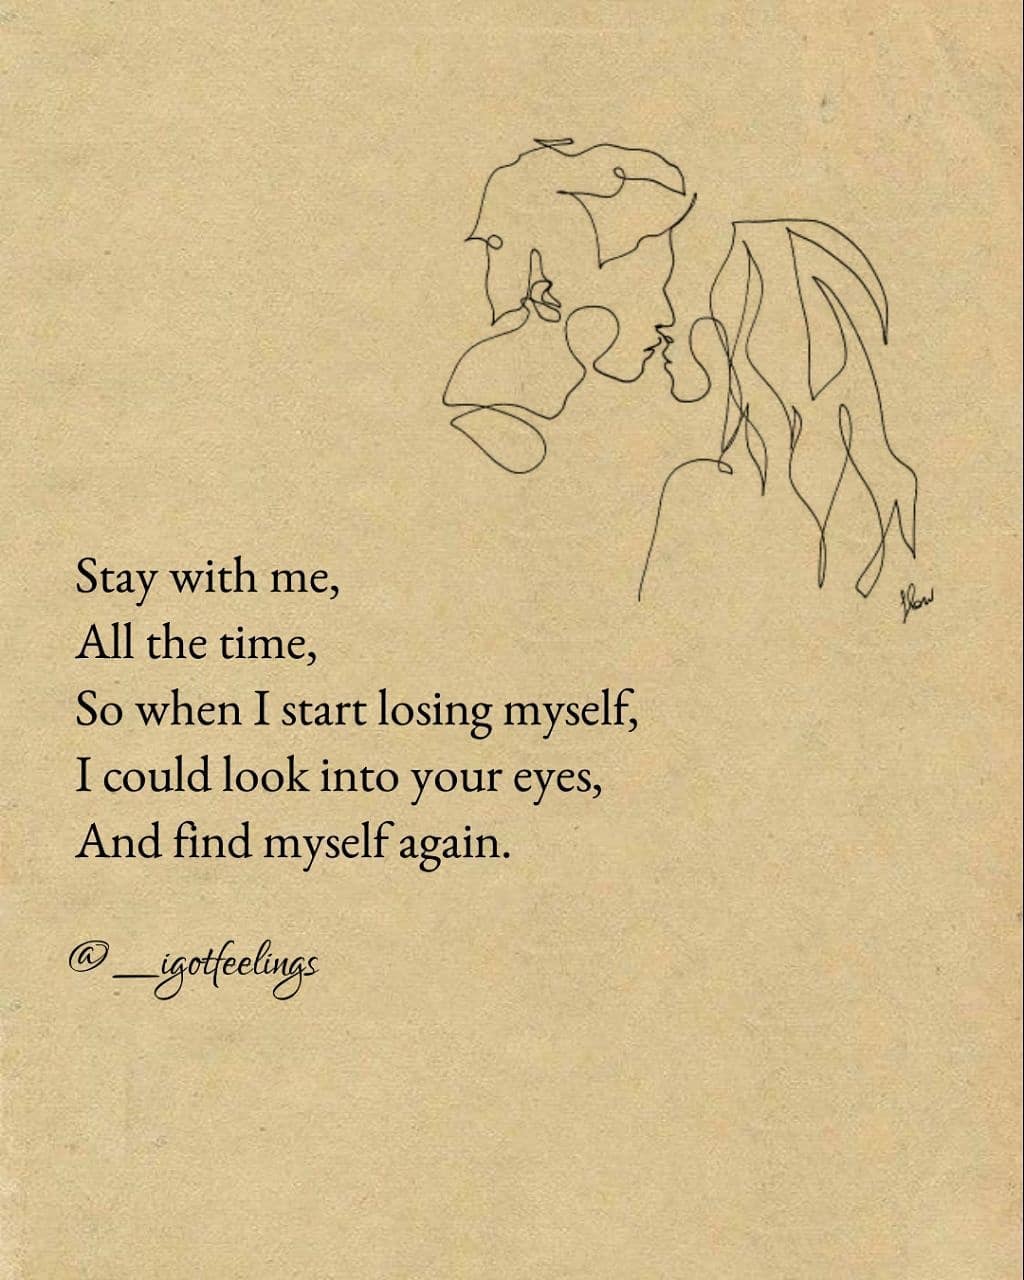 Stay with me,
All the time,
So when I start losing myself,
I could look into your eyes,
And find myself again.
@__igotfeelings